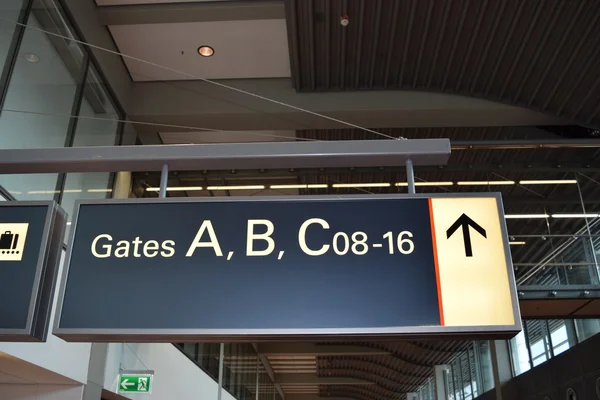 Gates A, B, C08-16